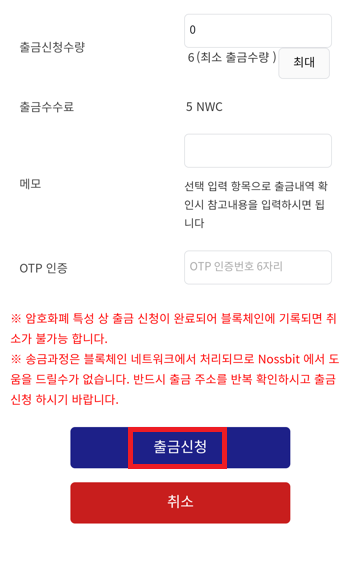 출금신청수량
0
6 (최소 출금수량 )
최대
출금수수료
5 NWC
메모
선택 입력 항목으로 출금내역 확
인시 참고내용을 입력하시면 됩
니다
OTP 인증
OTP 인증번호 6자리
※ 암호화폐 특성 상 출금 신청이 완료되어 블록체인에 기록되면 취
소가 불가능 합니다.
※ 송금과정은 블록체인 네트워크에서 처리되므로 Nossbit 에서 도
움을 드릴수가 없습니다. 반드시 출금 주소를 반복 확인하시고 출금
신청 하시기 바랍니다.
출금신청
취소